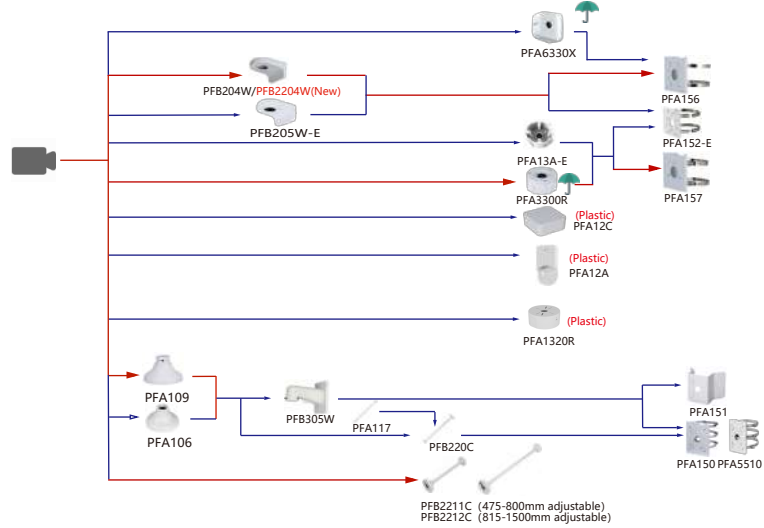 PFA6330X
PFB204W/PFB2204W(New)
PFA156
PFB205W-E
PFA152-E
PFA13A-E
PFA157
PFA3300R
(Plastic)
PFA12C
(Plastic)
PFA12A
(Plastic)
PFA1320R
PFA109
PFA151
PFB305W
PFA117
PFA106
PFB220C
PFA150 PFA5510
PFB2211C (475-800mm adjustable)
PFB2212C (815-1500mm adjustable)